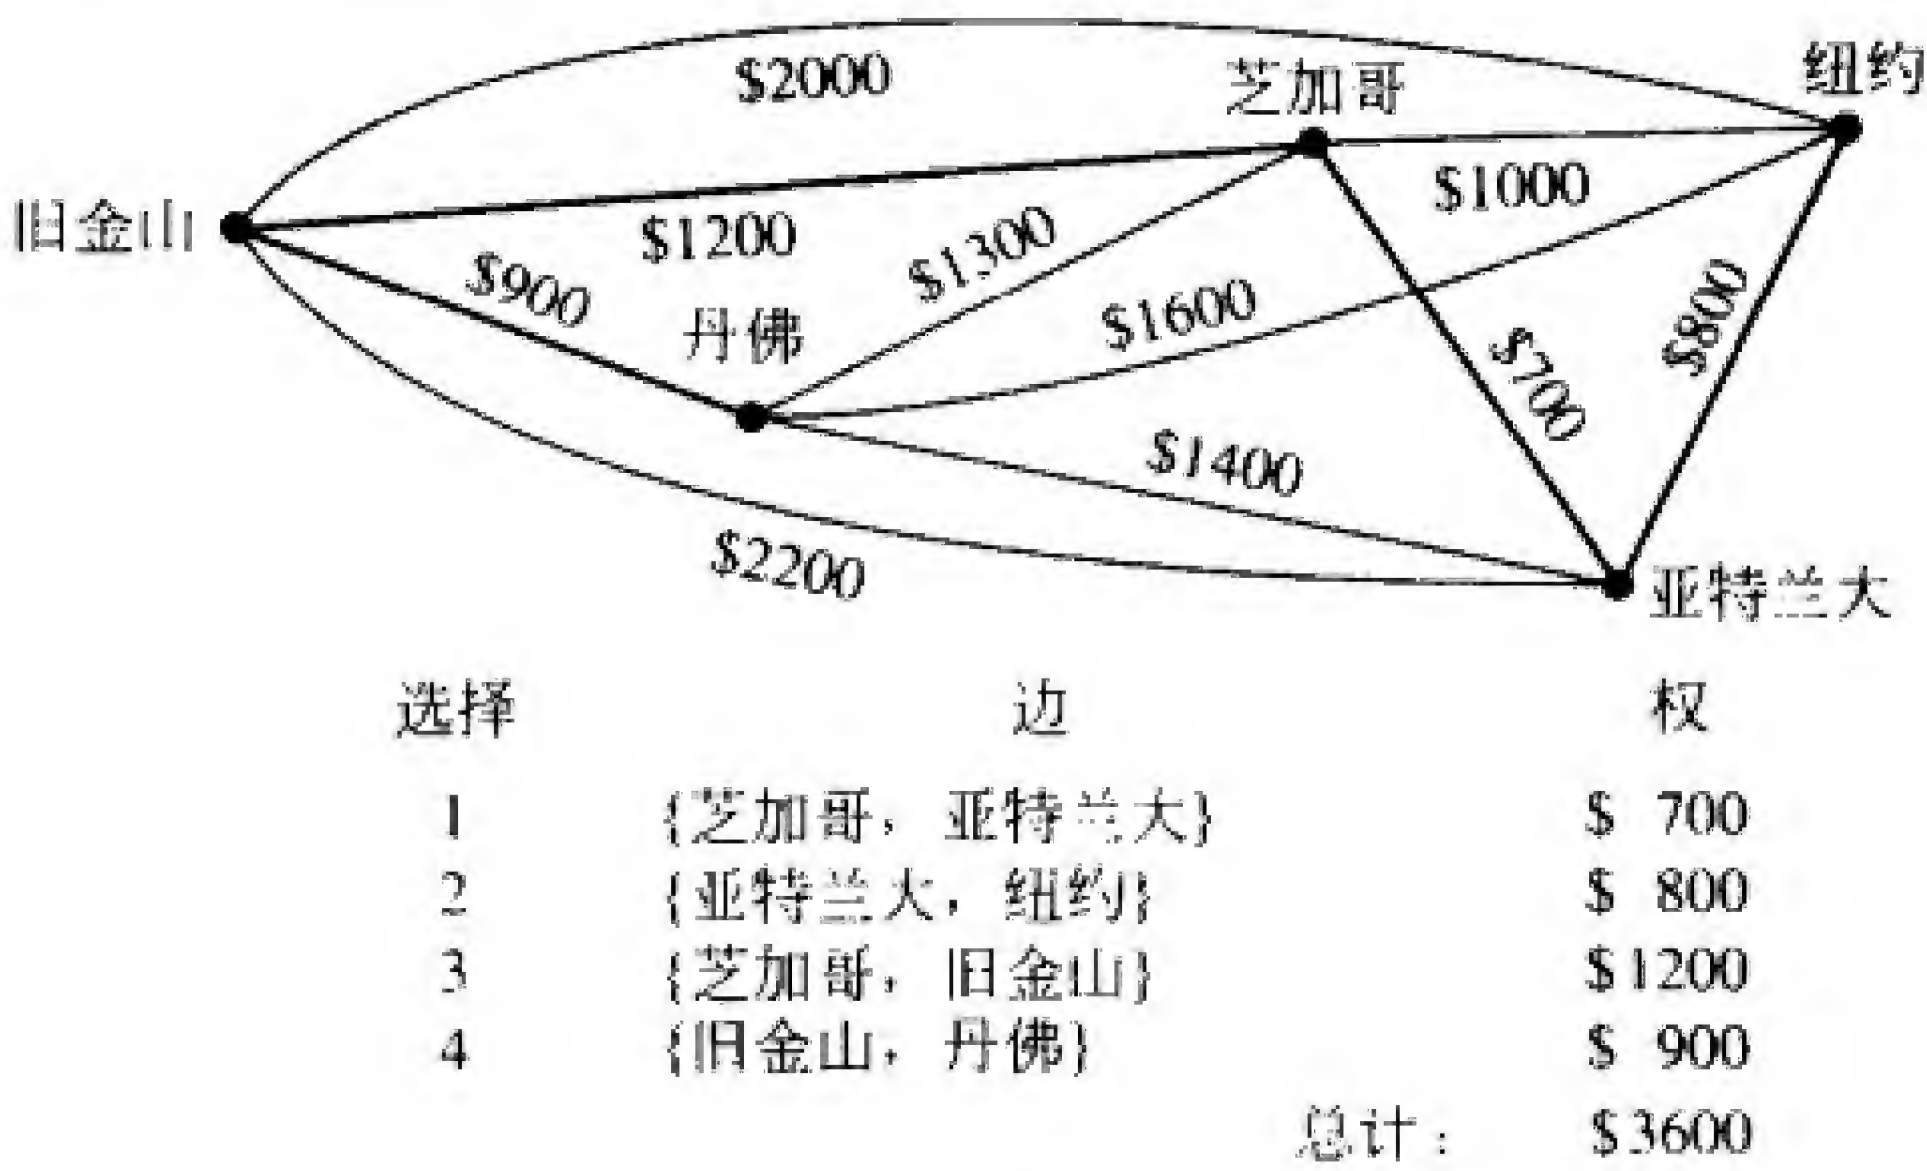 $2000
芝加哥
纽约
旧金山
$1200
$1000
$900
$1300
丹佛
$1600
$700
$800
$1400
$2200
亚特兰大
选择 边 权
1 {芝加哥，亚特兰大} $ 700
2 {亚特兰大，纽约} $ 800
3 {芝加哥，旧金山} $1200
4 {旧金山，丹佛} $ 900
总计： $3600